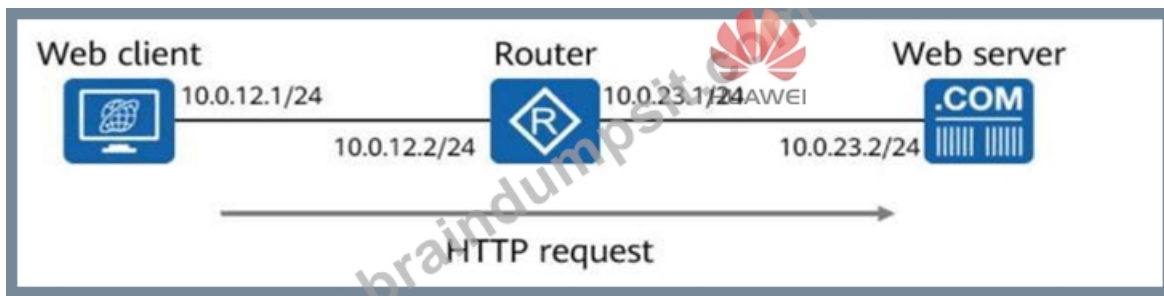 Web client
Router
Web server
10.0.12.1/24
10.0.23.1/24
HUAWEI
.COM
R
10.0.12.2/24
10.0.23.2/24
HTTP request
braindumpsit.com